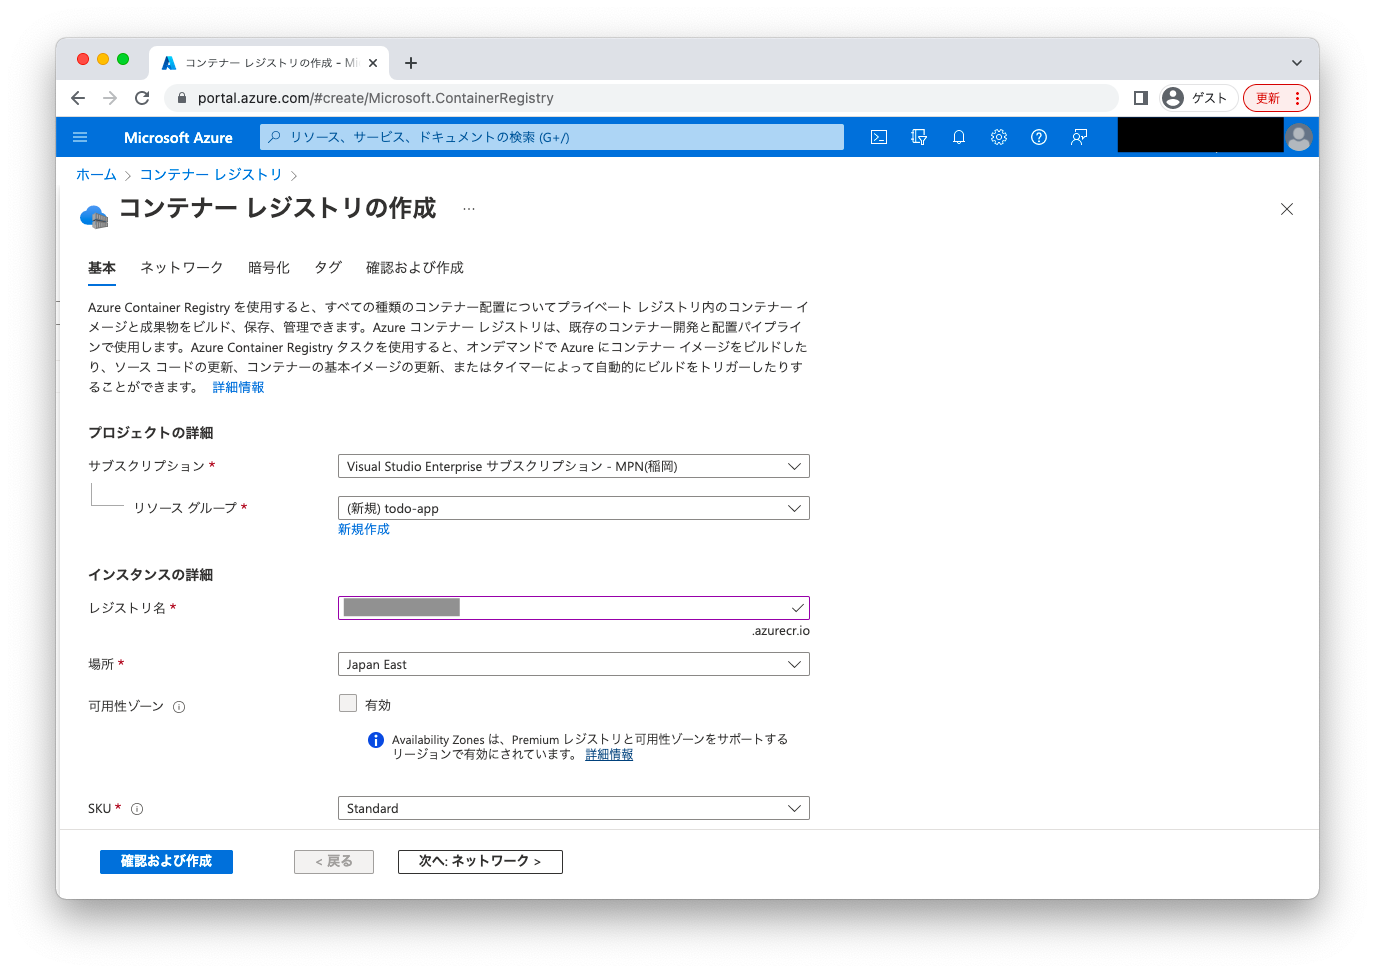 コンテナー レジストリの作成 - Mi
portal.azure.com/#create/Microsoft.ContainerRegistry
ゲスト
更新
Microsoft Azure
リソース、サービス、ドキュメントの検索 (G+/)
ホーム > コンテナー レジストリ >
コンテナー レジストリの作成 …
基本 ネットワーク 暗号化 タグ 確認および作成
Azure Container Registry を使用すると、すべての種類のコンテナー配置についてプライベート レジストリ内のコンテナー イ
メージと成果物をビルド、保存、管理できます。Azure コンテナー レジストリは、既存のコンテナー開発と配置パイプライ
ンで使用します。Azure Container Registry タスクを使用すると、オンデマンドで Azure にコンテナー イメージをビルドした
り、ソース コードの更新、コンテナーの基本イメージの更新、またはタイマーによって自動的にビルドをトリガーしたりす
ることができます。 詳細情報
プロジェクトの詳細
サブスクリプション *
Visual Studio Enterprise サブスクリプション - MPN(稲岡)
リソース グループ *
(新規) todo-app
新規作成
インスタンスの詳細
レジストリ名 *
.azurecr.io
場所 *
Japan East
可用性ゾーン
有効
Availability Zones は、Premium レジストリと可用性ゾーンをサポートする
リージョンで有効にされています。 詳細情報
SKU *
Standard
確認および作成
< 戻る
次へ: ネットワーク >